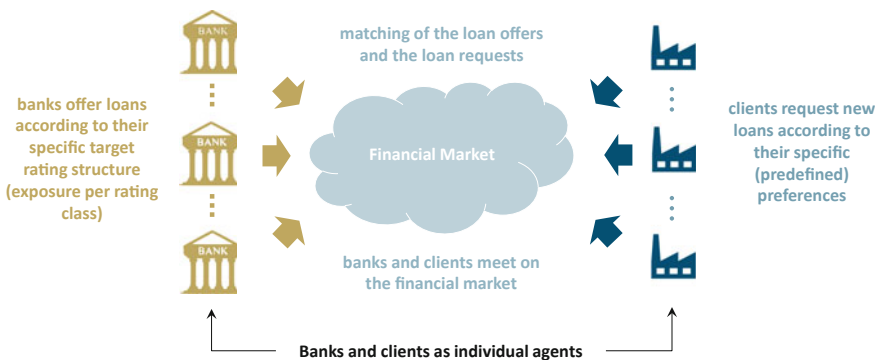 BANK
matching of the loan offers
and the loan requests
banks offer loans
according to their
specific target
rating structure
(exposure per rating
class)
BANK
Financial Market
clients request new
loans according to
their specific
(predefined)
preferences
BANK
banks and clients meet on
the financial market
Banks and clients as individual agents